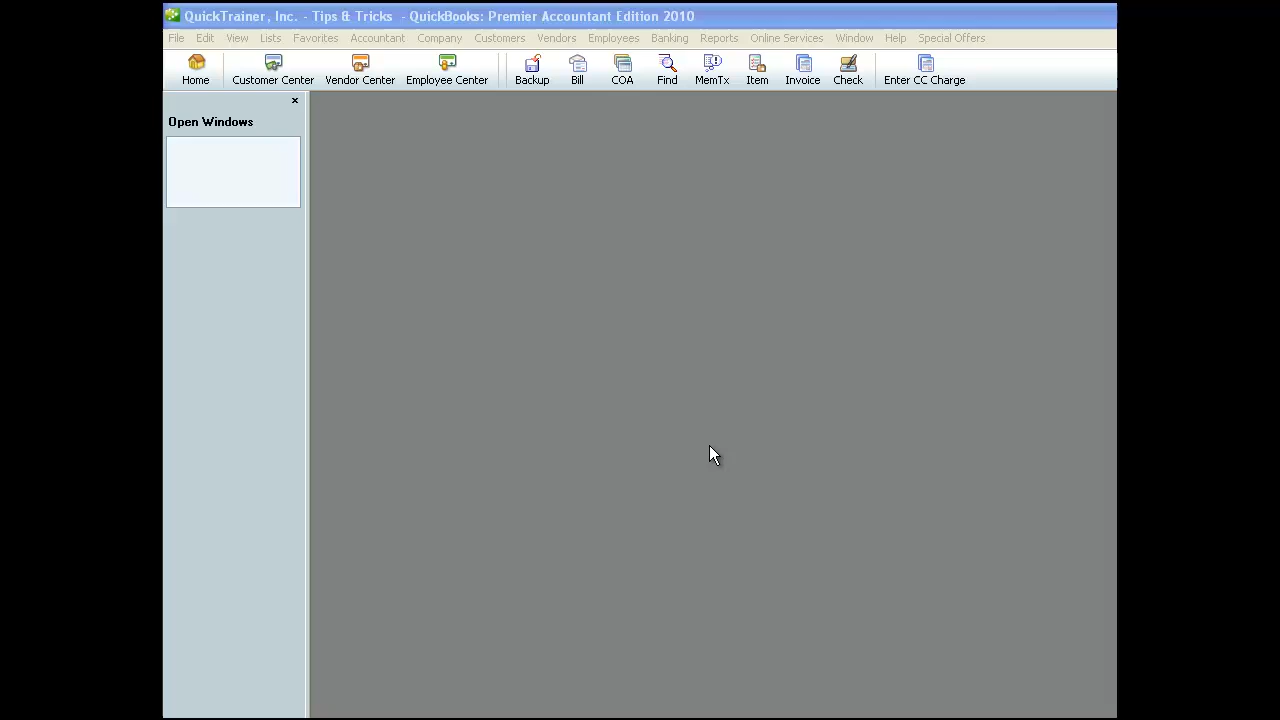 QuickTrainer, Inc. - Tips & Tricks - QuickBooks: Premier Accountant Edition 2010
File Edit View Lists Favorites Accountant Company Customers Vendors Employees Banking Reports Online Services Window Help Special Offers
Home Customer Center Vendor Center Employee Center Backup Bill COA Find MemTx Item Invoice Check Enter CC Charge
Open Windows